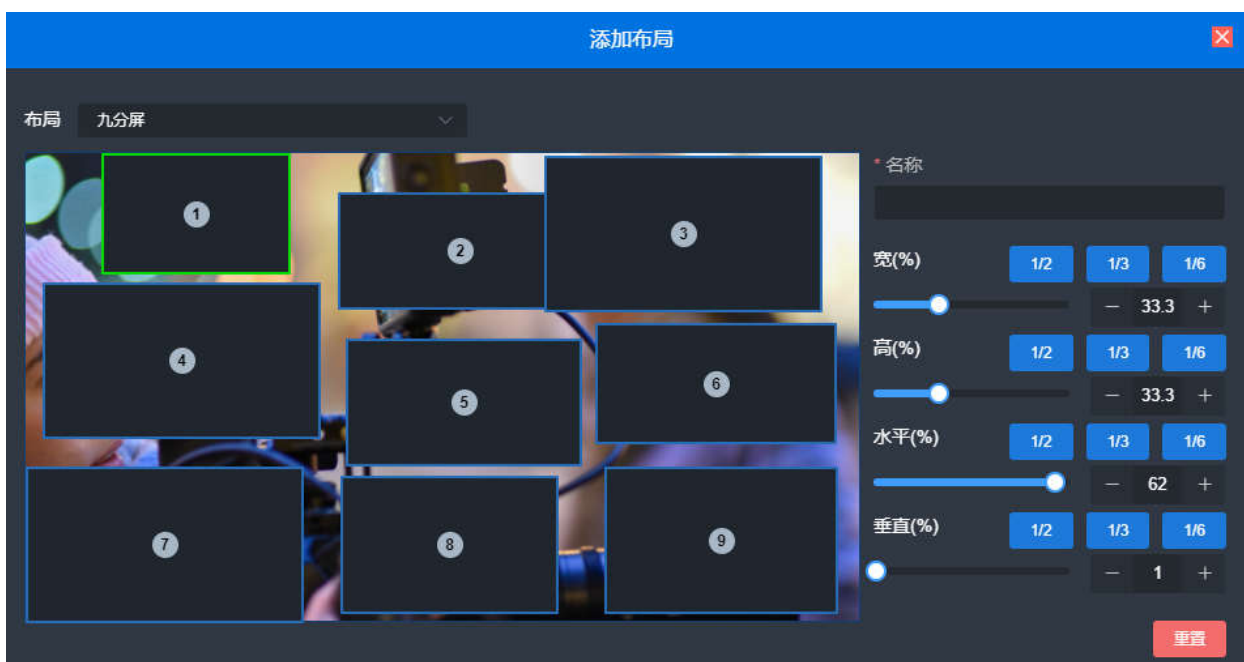 添加布局
布局 九分屏
1
2
3
4
5
6
7
8
9
* 名称
宽(%) 1/2 1/3 1/6
— 33.3 +
高(%) 1/2 1/3 1/6
— 33.3 +
水平(%) 1/2 1/3 1/6
— 62 +
垂直(%) 1/2 1/3 1/6
— 1 +
重置